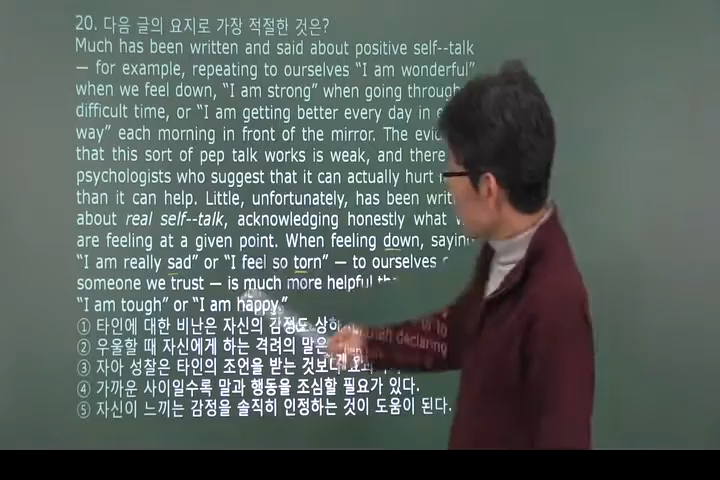 20. 다음 글의 요지로 가장 적절한 것은?
Much has been written and said about positive self--talk
— for example, repeating to ourselves “I am wonderful”
when we feel down, “I am strong” when going through
difficult time, or “I am getting better every day in
way” each morning in front of the mirror. The
that this sort of pep talk works is weak, and there
psychologists who suggest that it can actually hurt
than it can help. Little, unfortunately, has been
about real self--talk, acknowledging honestly what
are feeling at a given point. When feeling down, saying
“I am really sad” or “I feel so torn” — to ourselves
someone we trust — is much more helpful
“I am tough” or “I am happy.”
declaring
① 타인에 대한 비난은 자신의 감정도
② 우울할 때 자신에게 하는 격려의 말은
③ 자아 성찰은 타인의 조언을 받는 것보다
④ 가까운 사이일수록 말과 행동을 조심할 필요가 있다.
⑤ 자신이 느끼는 감정을 솔직히 인정하는 것이 도움이 된다.